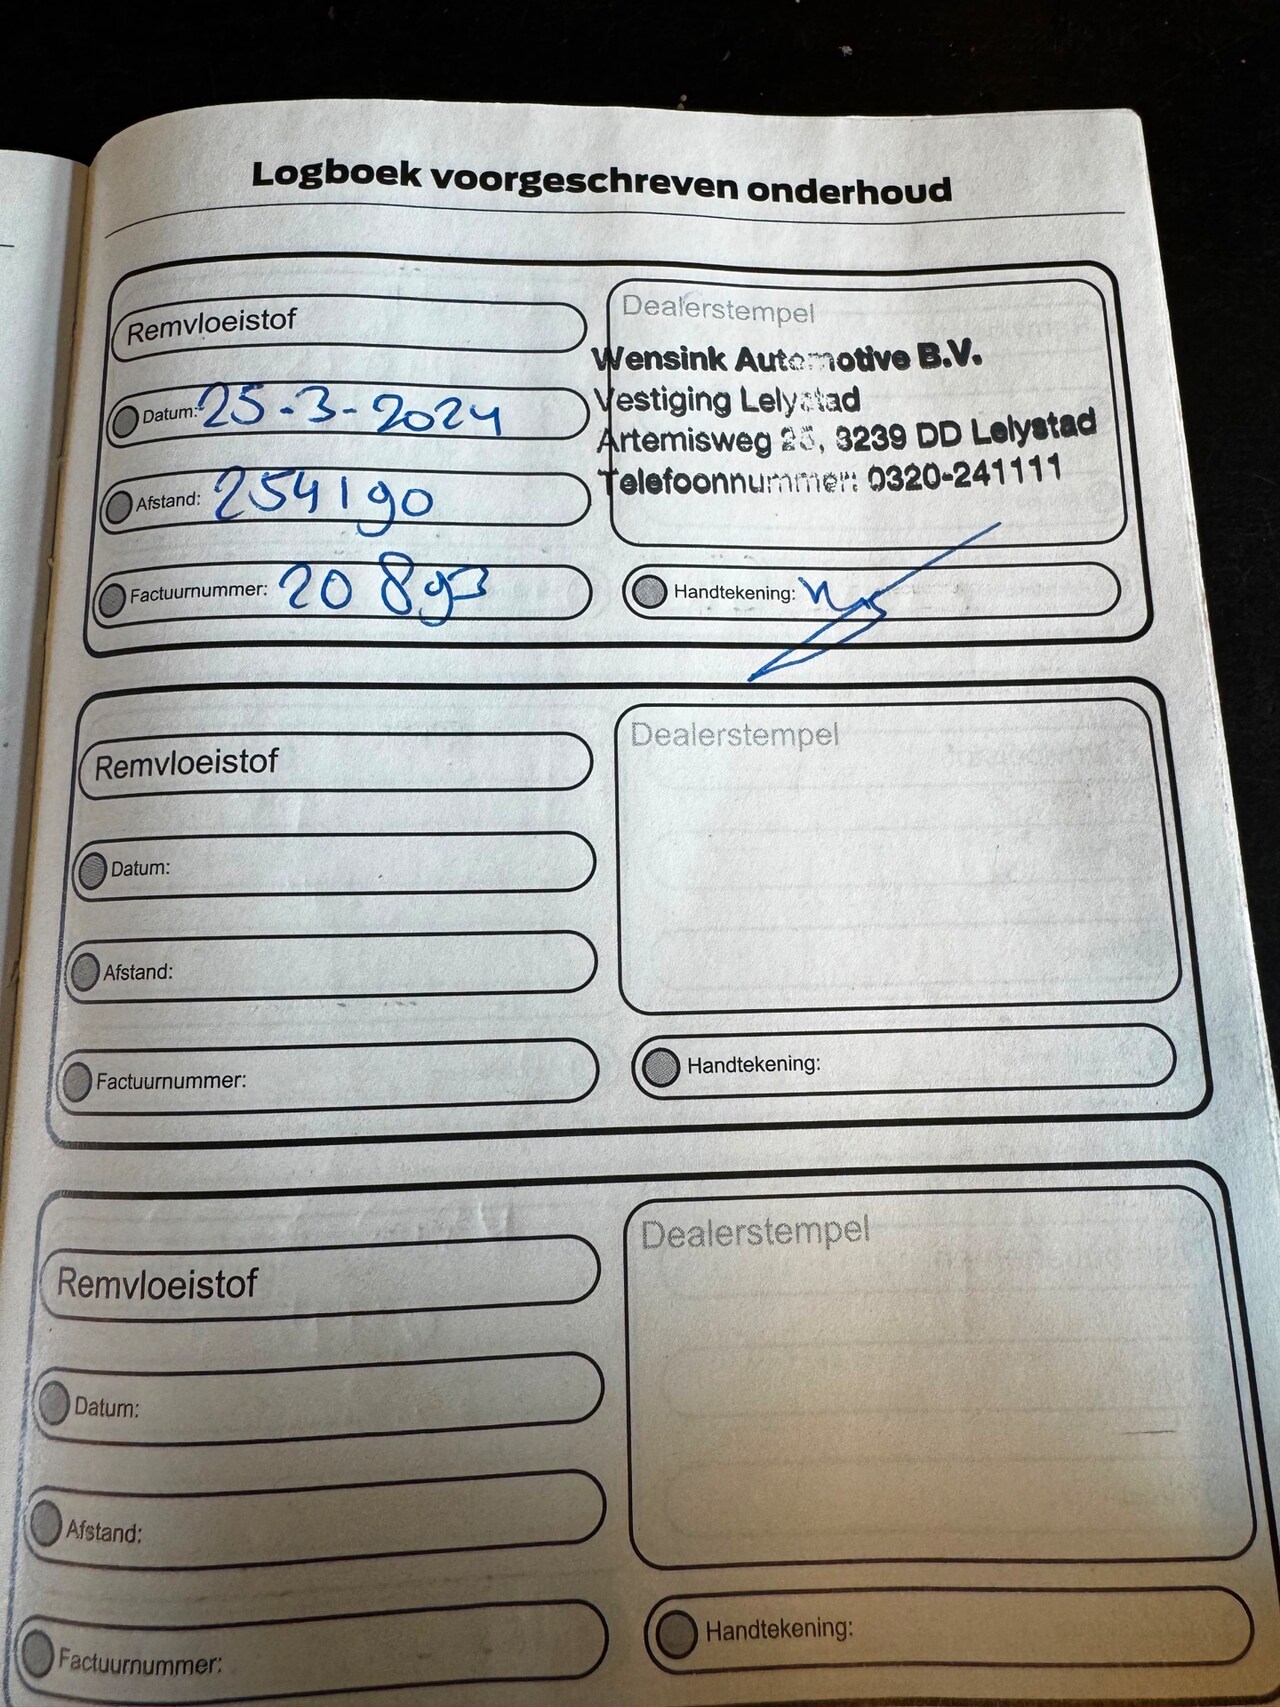 Logboek voorgeschreven onderhoud
Remvloeistof
Datum: 25-3-2024
Afstand: 254190
Factuurnummer: 20893
Dealerstempel
Wensink Automotive B.V.
Vestiging Lelystad
Artemisweg 25, 8239 DD Lelystad
Telefoonnummer: 0320-241111
Handtekening:
Remvloeistof
Datum:
Afstand:
Factuurnummer:
Dealerstempel
Handtekening:
Remvloeistof
Datum:
Afstand:
Factuurnummer:
Dealerstempel
Handtekening: